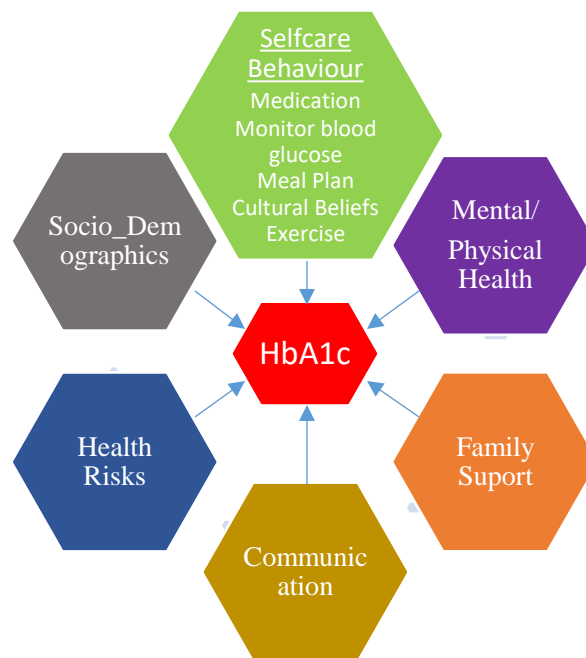 Selfcare
Behaviour
Medication
Monitor blood
glucose
Meal Plan
Cultural Beliefs
Exercise
Socio_Dem
ographics
Mental/
Physical
Health
HbA1c
Health
Risks
Family
Suport
Communic
ation